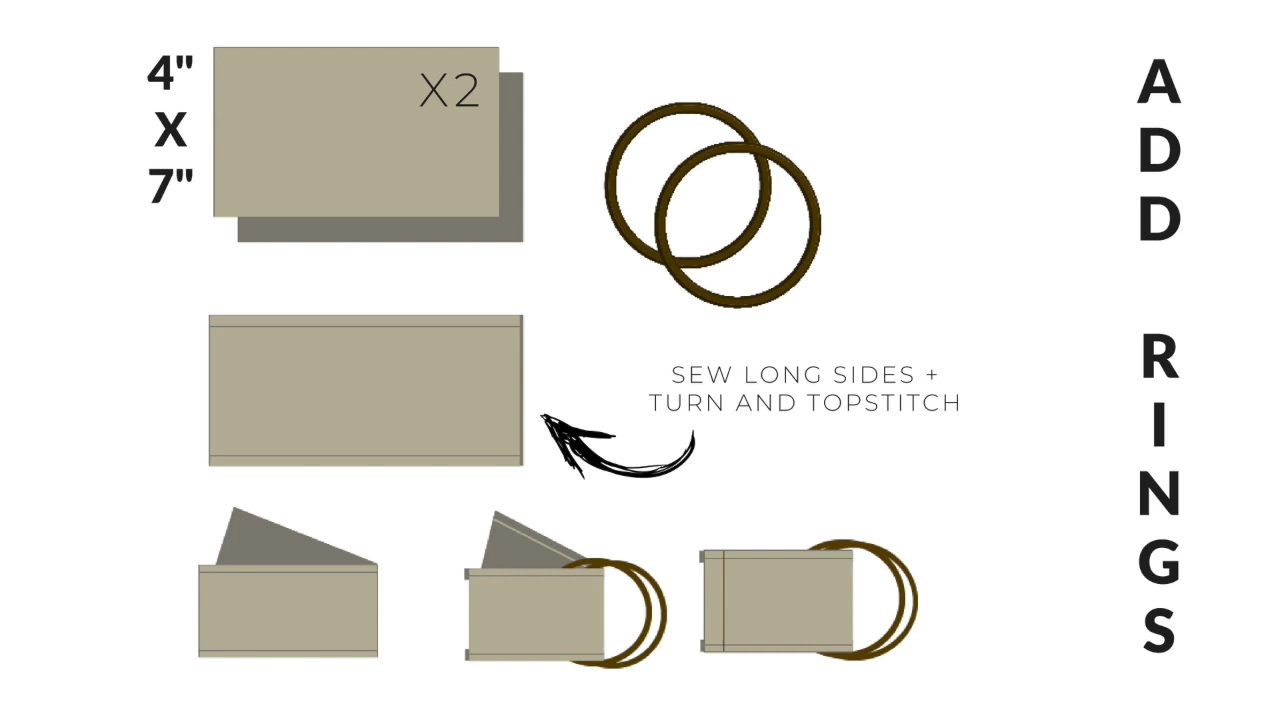 4"
X
7"
X2
SEW LONG SIDES +
TURN AND TOPSTITCH
ADD RINGS